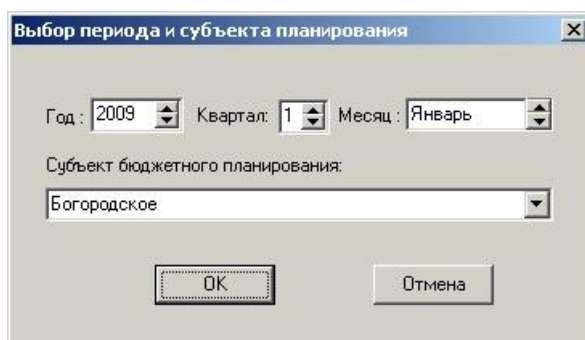 Выбор периода и субъекта планирования
Год : 2009 Квартал: 1 Месяц : Январь
Субъект бюджетного планирования:
Богородское
OK Отмена